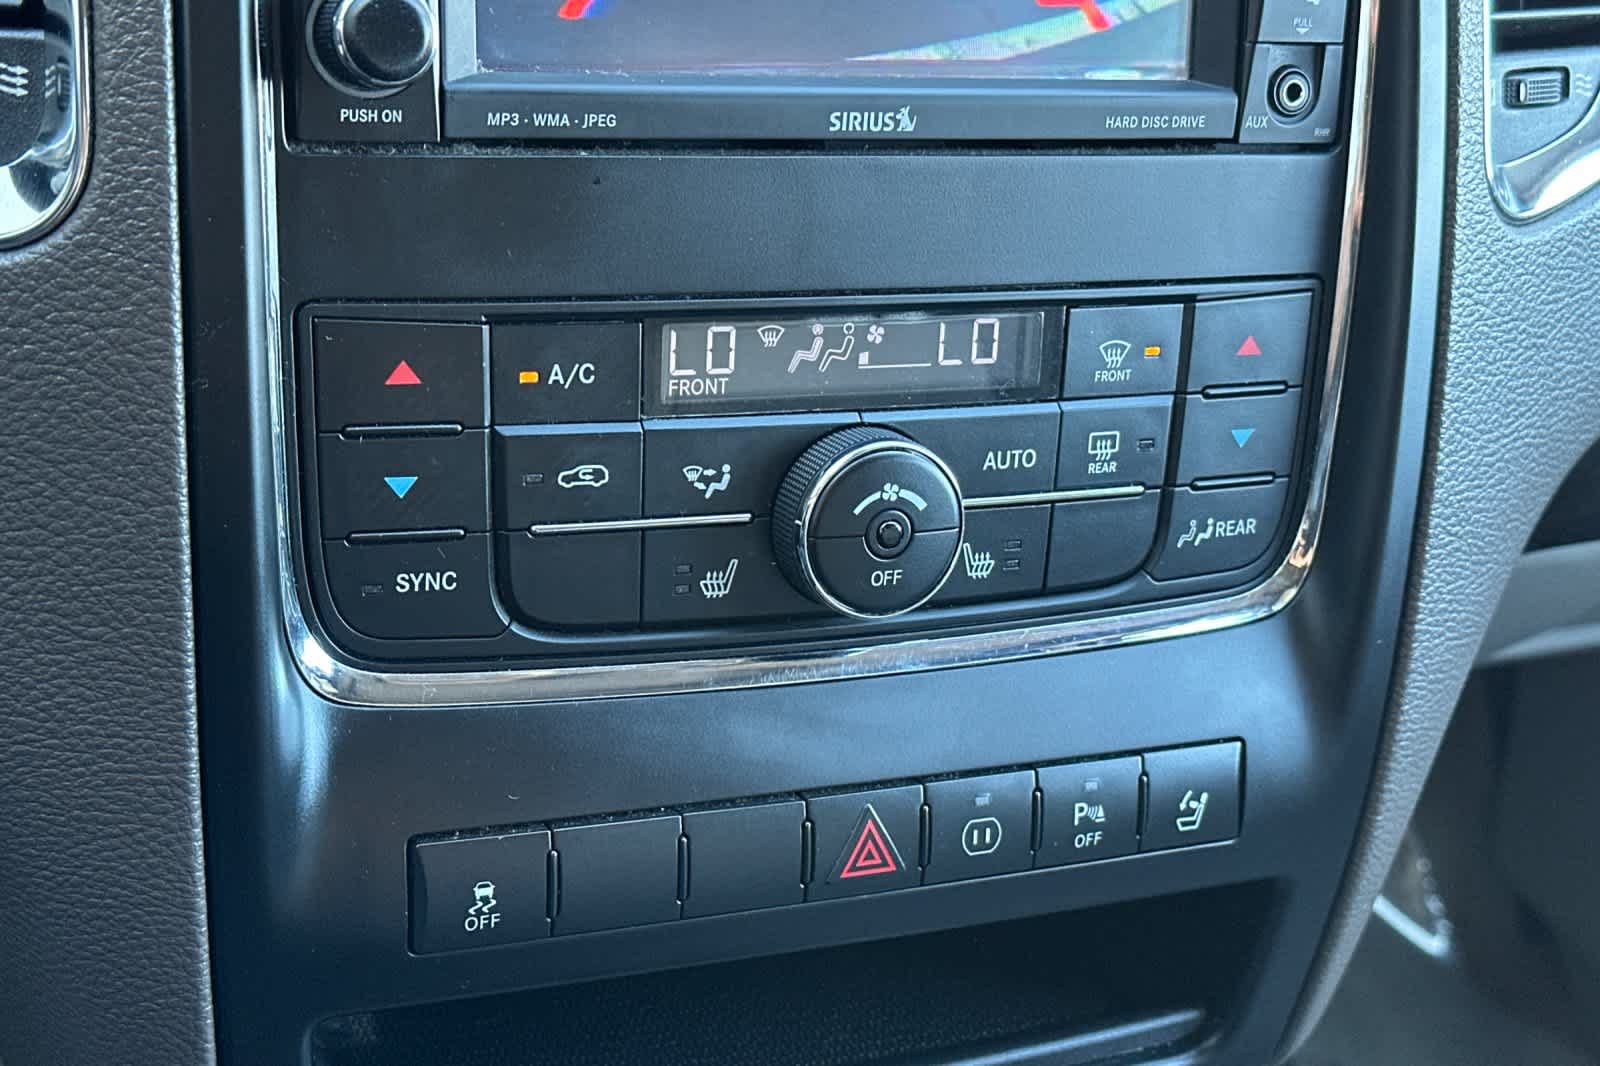 PULL
PUSH ON
MP3 · WMA · JPEG
SIRIUS
HARD DISC DRIVE
AUX
A/C
LO
LO
FRONT
FRONT
AUTO
REAR
SYNC
OFF
REAR
OFF
P
OFF